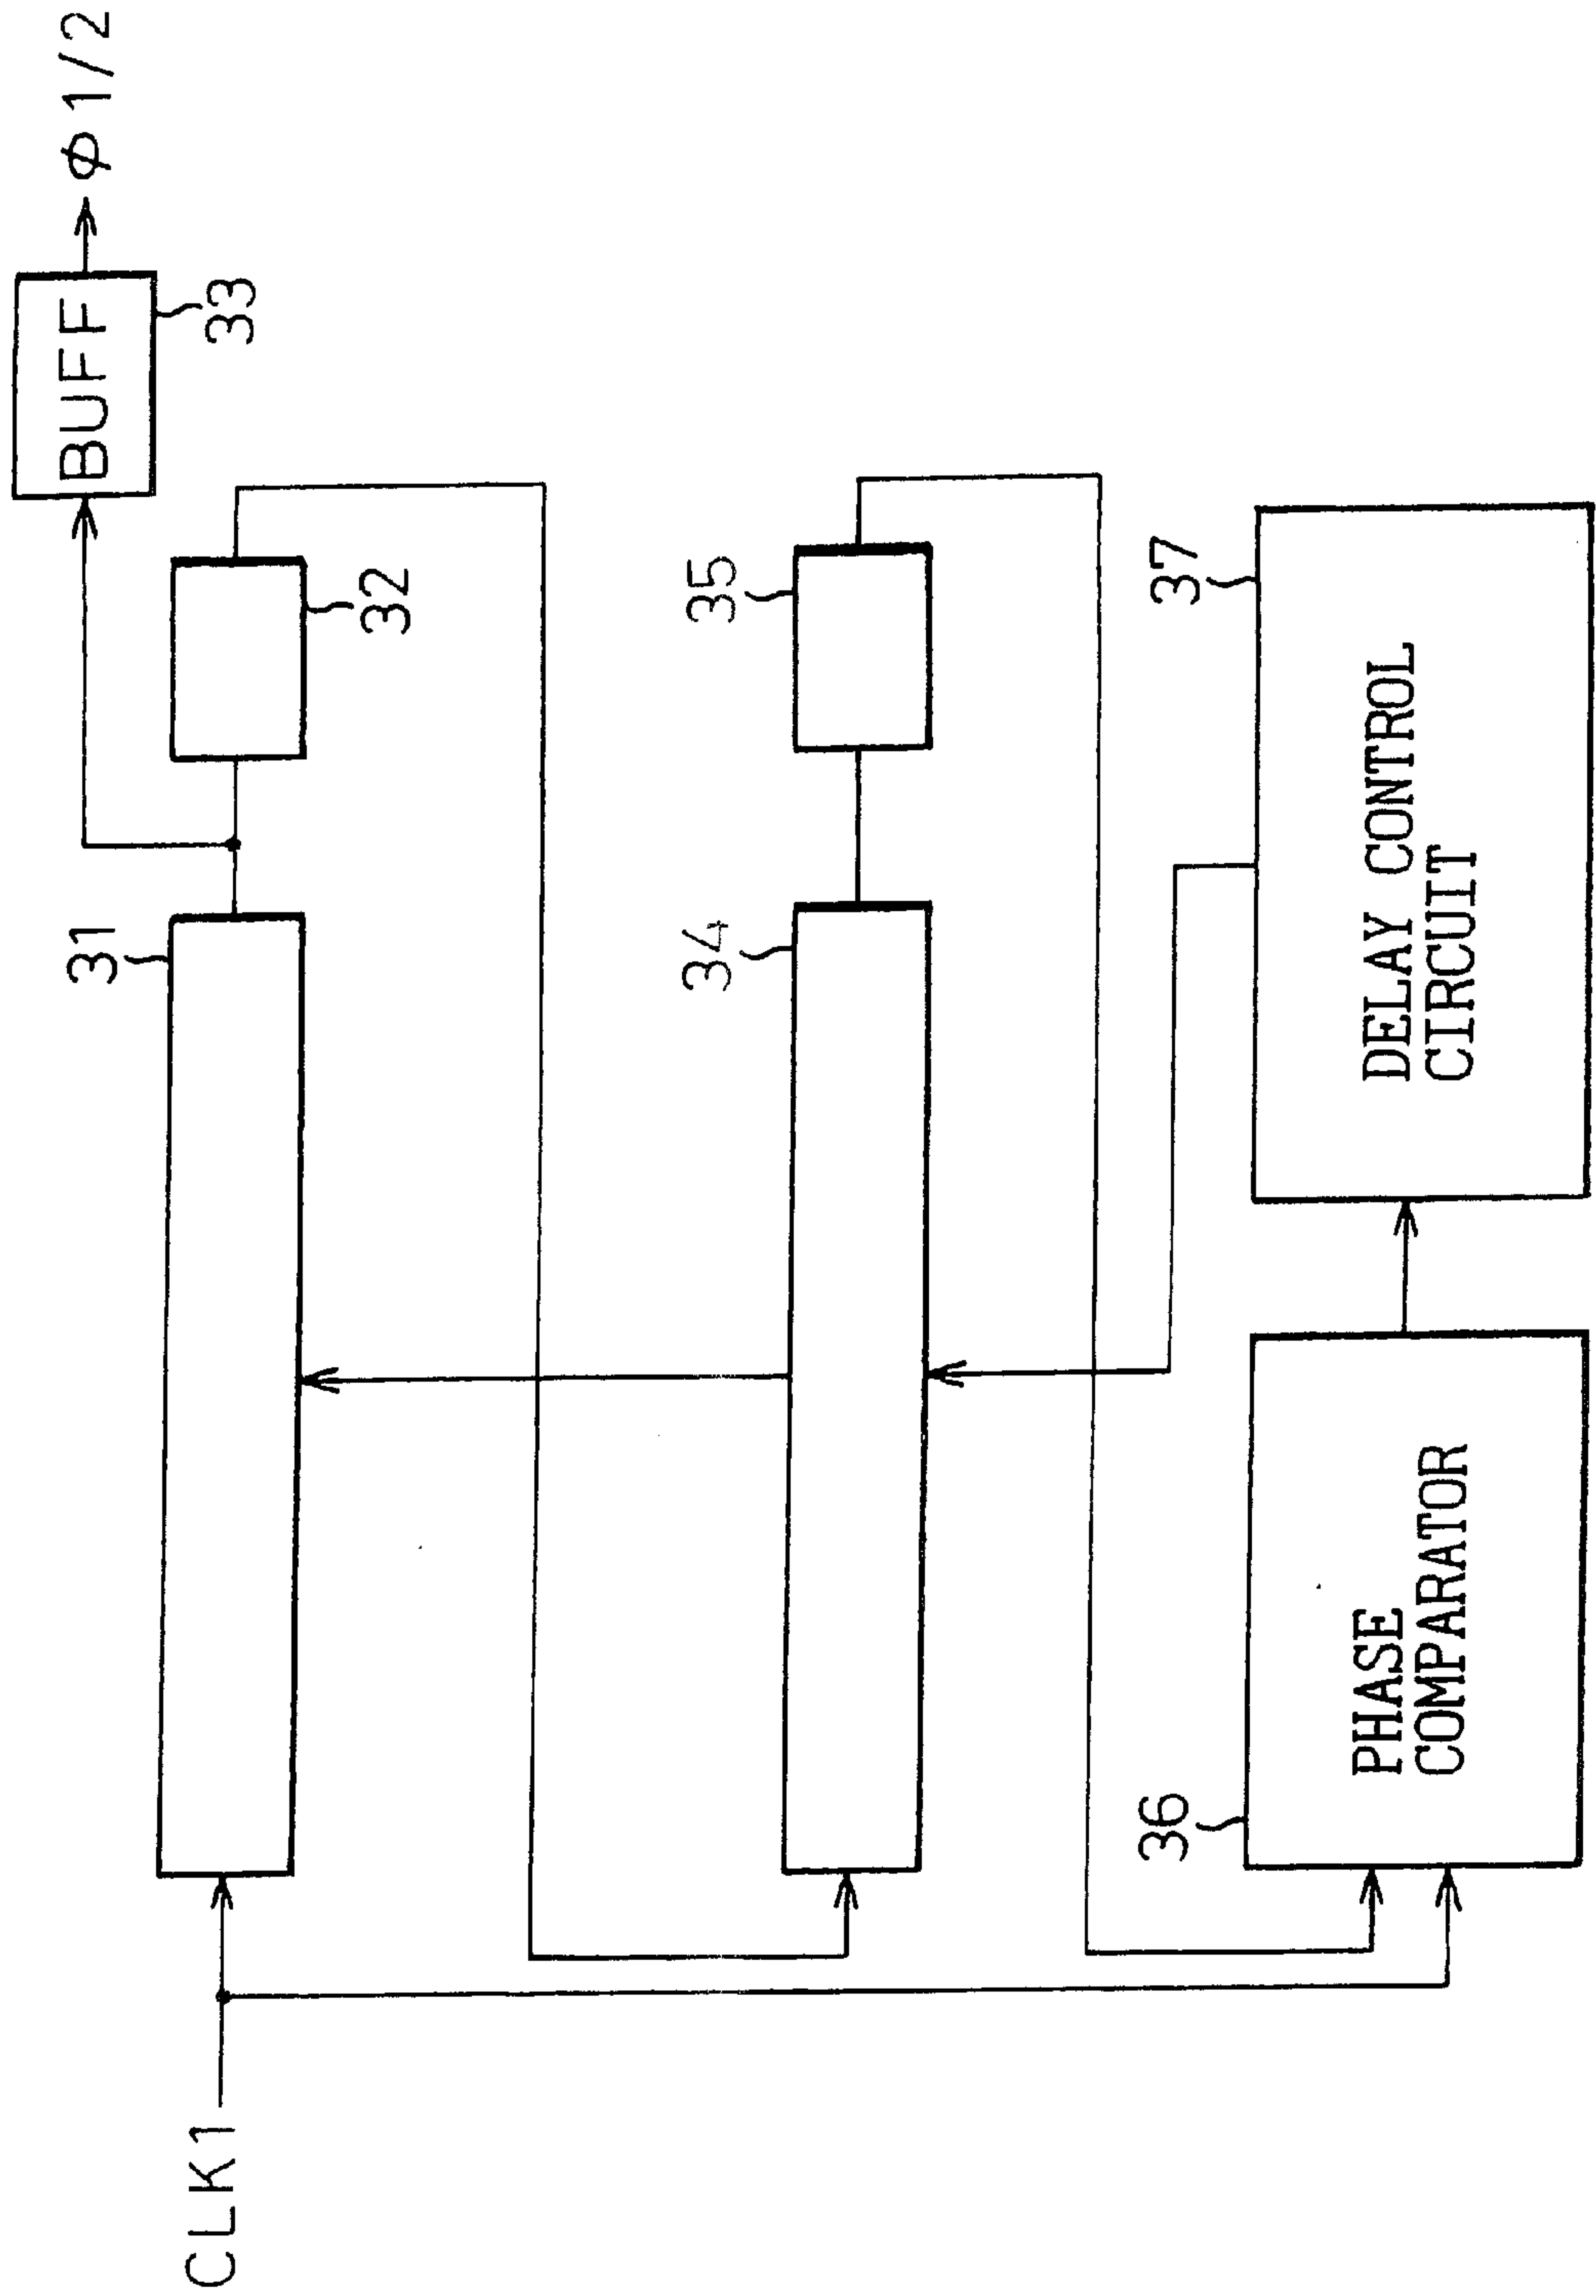 BUFF
φ1/2
33
31
32
34
35
37
DELAY CONTROL
CIRCUIT
36
PHASE
COMPARATOR
CLK1